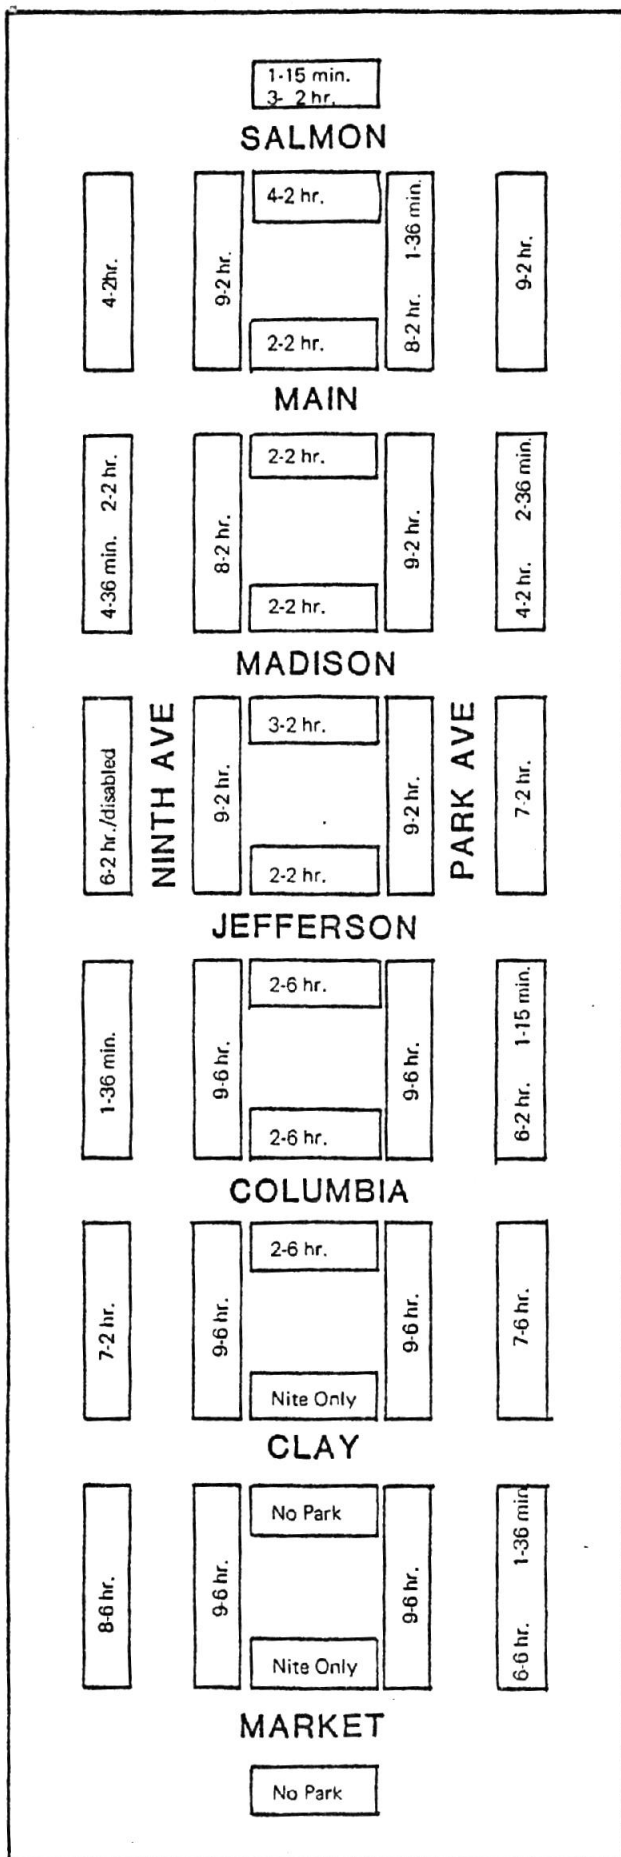 1-15 min.
3- 2 hr.
SALMON
4-2hr.
9-2 hr.
4-2 hr.
8-2 hr. 1-36 min.
9-2 hr.
2-2 hr.
MAIN
4-36 min. 2-2 hr.
8-2 hr.
2-2 hr.
9-2 hr.
4-2 hr. 2-36 min.
2-2 hr.
MADISON
6-2 hr./disabled
NINTH AVE
9-2 hr.
3-2 hr.
9-2 hr.
PARK AVE
7-2 hr.
2-2 hr.
JEFFERSON
1-36 min.
9-6 hr.
2-6 hr.
9-6 hr.
6-2 hr. 1-15 min.
2-6 hr.
COLUMBIA
7-2 hr.
9-6 hr.
2-6 hr.
9-6 hr.
7-6 hr.
Nite Only
CLAY
8-6 hr.
9-6 hr.
No Park
9-6 hr.
6-6 hr. 1-36 min
Nite Only
MARKET
No Park